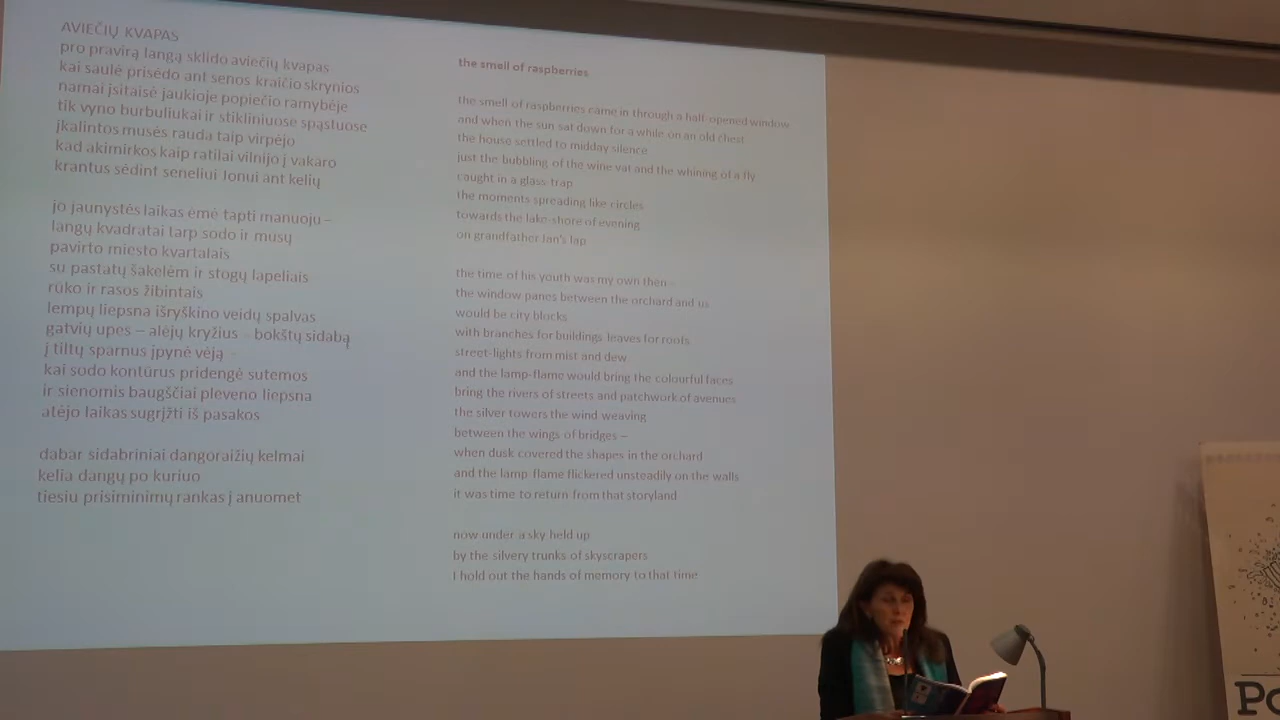 AVIEČIŲ KVAPAS
pro pravirą langą sklido aviečių kvapas
kai saulė prisėdo ant senos kraičio skrynios
namai įsitaisė jaukioje popiečio ramybėje
tik vyno burbuliukai ir stikliniuose spąstuose
įkalintos musės rauda taip virpėjo
kad akimirkos kaip ratilai vilnijo į vakaro
krantus sėdint seneliui Jonui ant kelių
jo jaunystės laikas ėmė tapti manuoju –
langų kvadratai tarp sodo ir mūsų
pavirto miesto kvartalais
su pastatų šakelėm ir stogų lapeliais
rūko ir rasos žibintais
lempų liepsna išryškino veidų spalvas
gatvių upes – alėjų kryžius – bokštų sidabą
į tiltų sparnus įpynė vėją –
kai sodo kontūrus pridengė sutemos
ir sienomis baugščiai pleveno liepsna
atėjo laikas sugrįžti iš pasakos
dabar sidabriniai dangoraižių kelmai
kelia dangų po kuriuo
tiesiu prisiminimų rankas į anuomet
the smell of raspberries
the smell of raspberries came in through a half-opened window
and when the sun sat down for a while on an old chest
the house settled to midday silence
just the bubbling of the wine vat and the whining of a fly
caught in a glass trap
the moments spreading like circles
towards the lake-shore of evening
on grandfather Jan's lap
the time of his youth was my own then –
the window panes between the orchard and us
would be city blocks
with branches for buildings leaves for roofs
street-lights from mist and dew
and the lamp-flame would bring the colourful faces
bring the rivers of streets and patchwork of avenues
the silver towers the wind weaving
between the wings of bridges –
when dusk covered the shapes in the orchard
and the lamp-flame flickered unsteadily on the walls
it was time to return from that storyland
now under a sky held up
by the silvery trunks of skyscrapers
I hold out the hands of memory to that time
Po